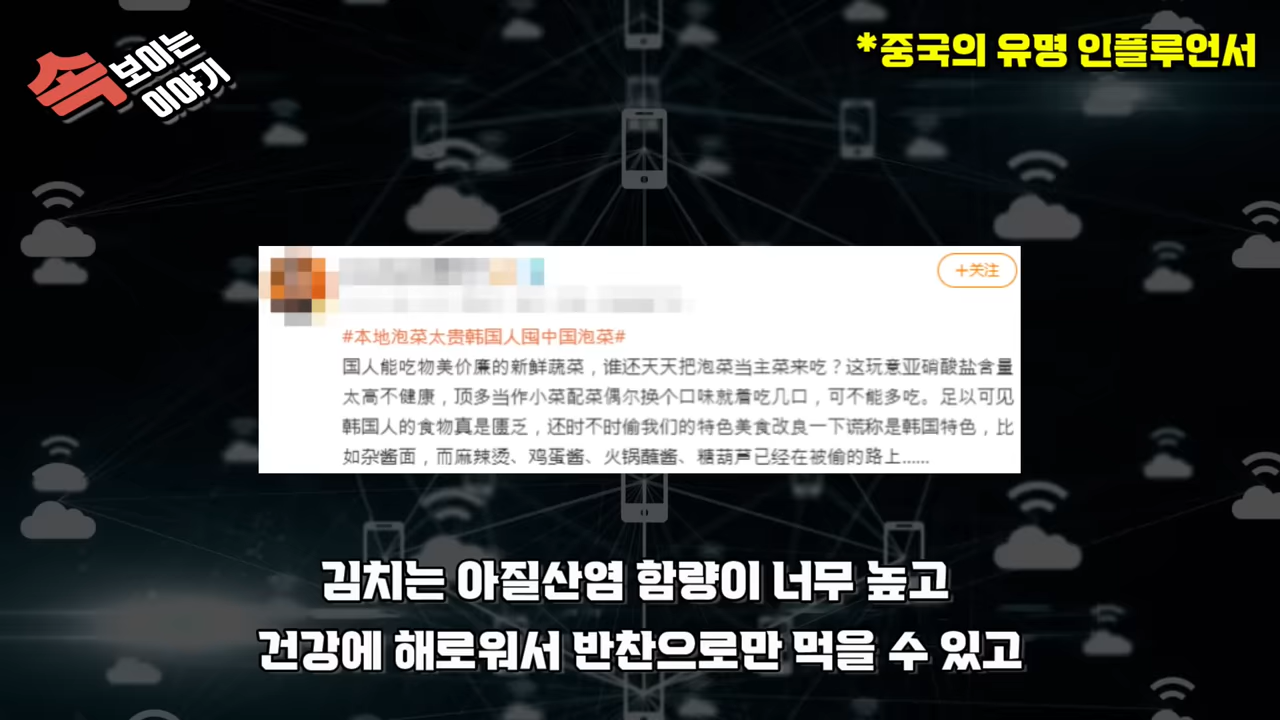 속보이는
이야기
*중국의 유명 인플루언서
+关注
#本地泡菜太贵韩国人囤中国泡菜#
国人能吃物美价廉的新鲜蔬菜，谁还天天把泡菜当主菜来吃？这玩意亚硝酸盐含量
太高不健康，顶多当作小菜配菜偶尔换个口味就着吃几口，可不能多吃。足以可见
韩国人的食物真是匮乏，还时不时偷我们的特色美食改良一下谎称是韩国特色，比
如杂酱面，而麻辣烫、鸡蛋酱、火锅蘸酱、糖葫芦已经在被偷的路上......
김치는 아질산염 함량이 너무 높고
건강에 해로워서 반찬으로만 먹을 수 있고